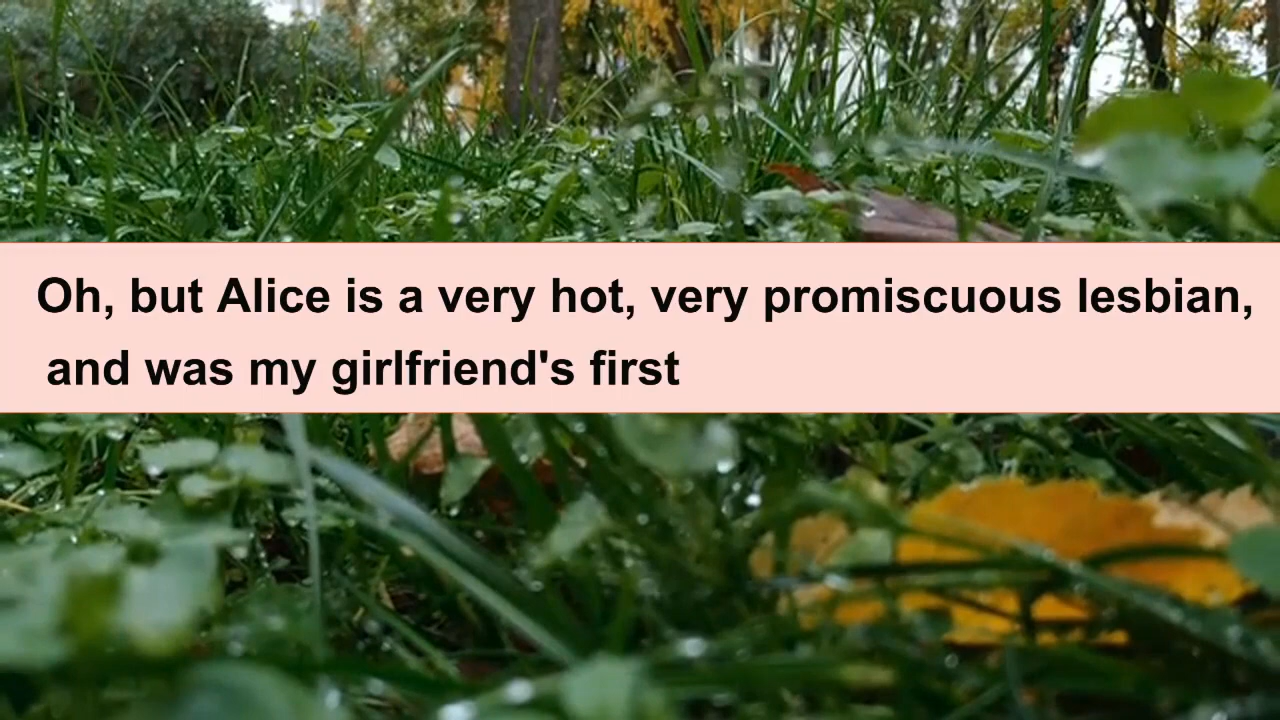 Oh, but Alice is a very hot, very promiscuous lesbian,
and was my girlfriend's first